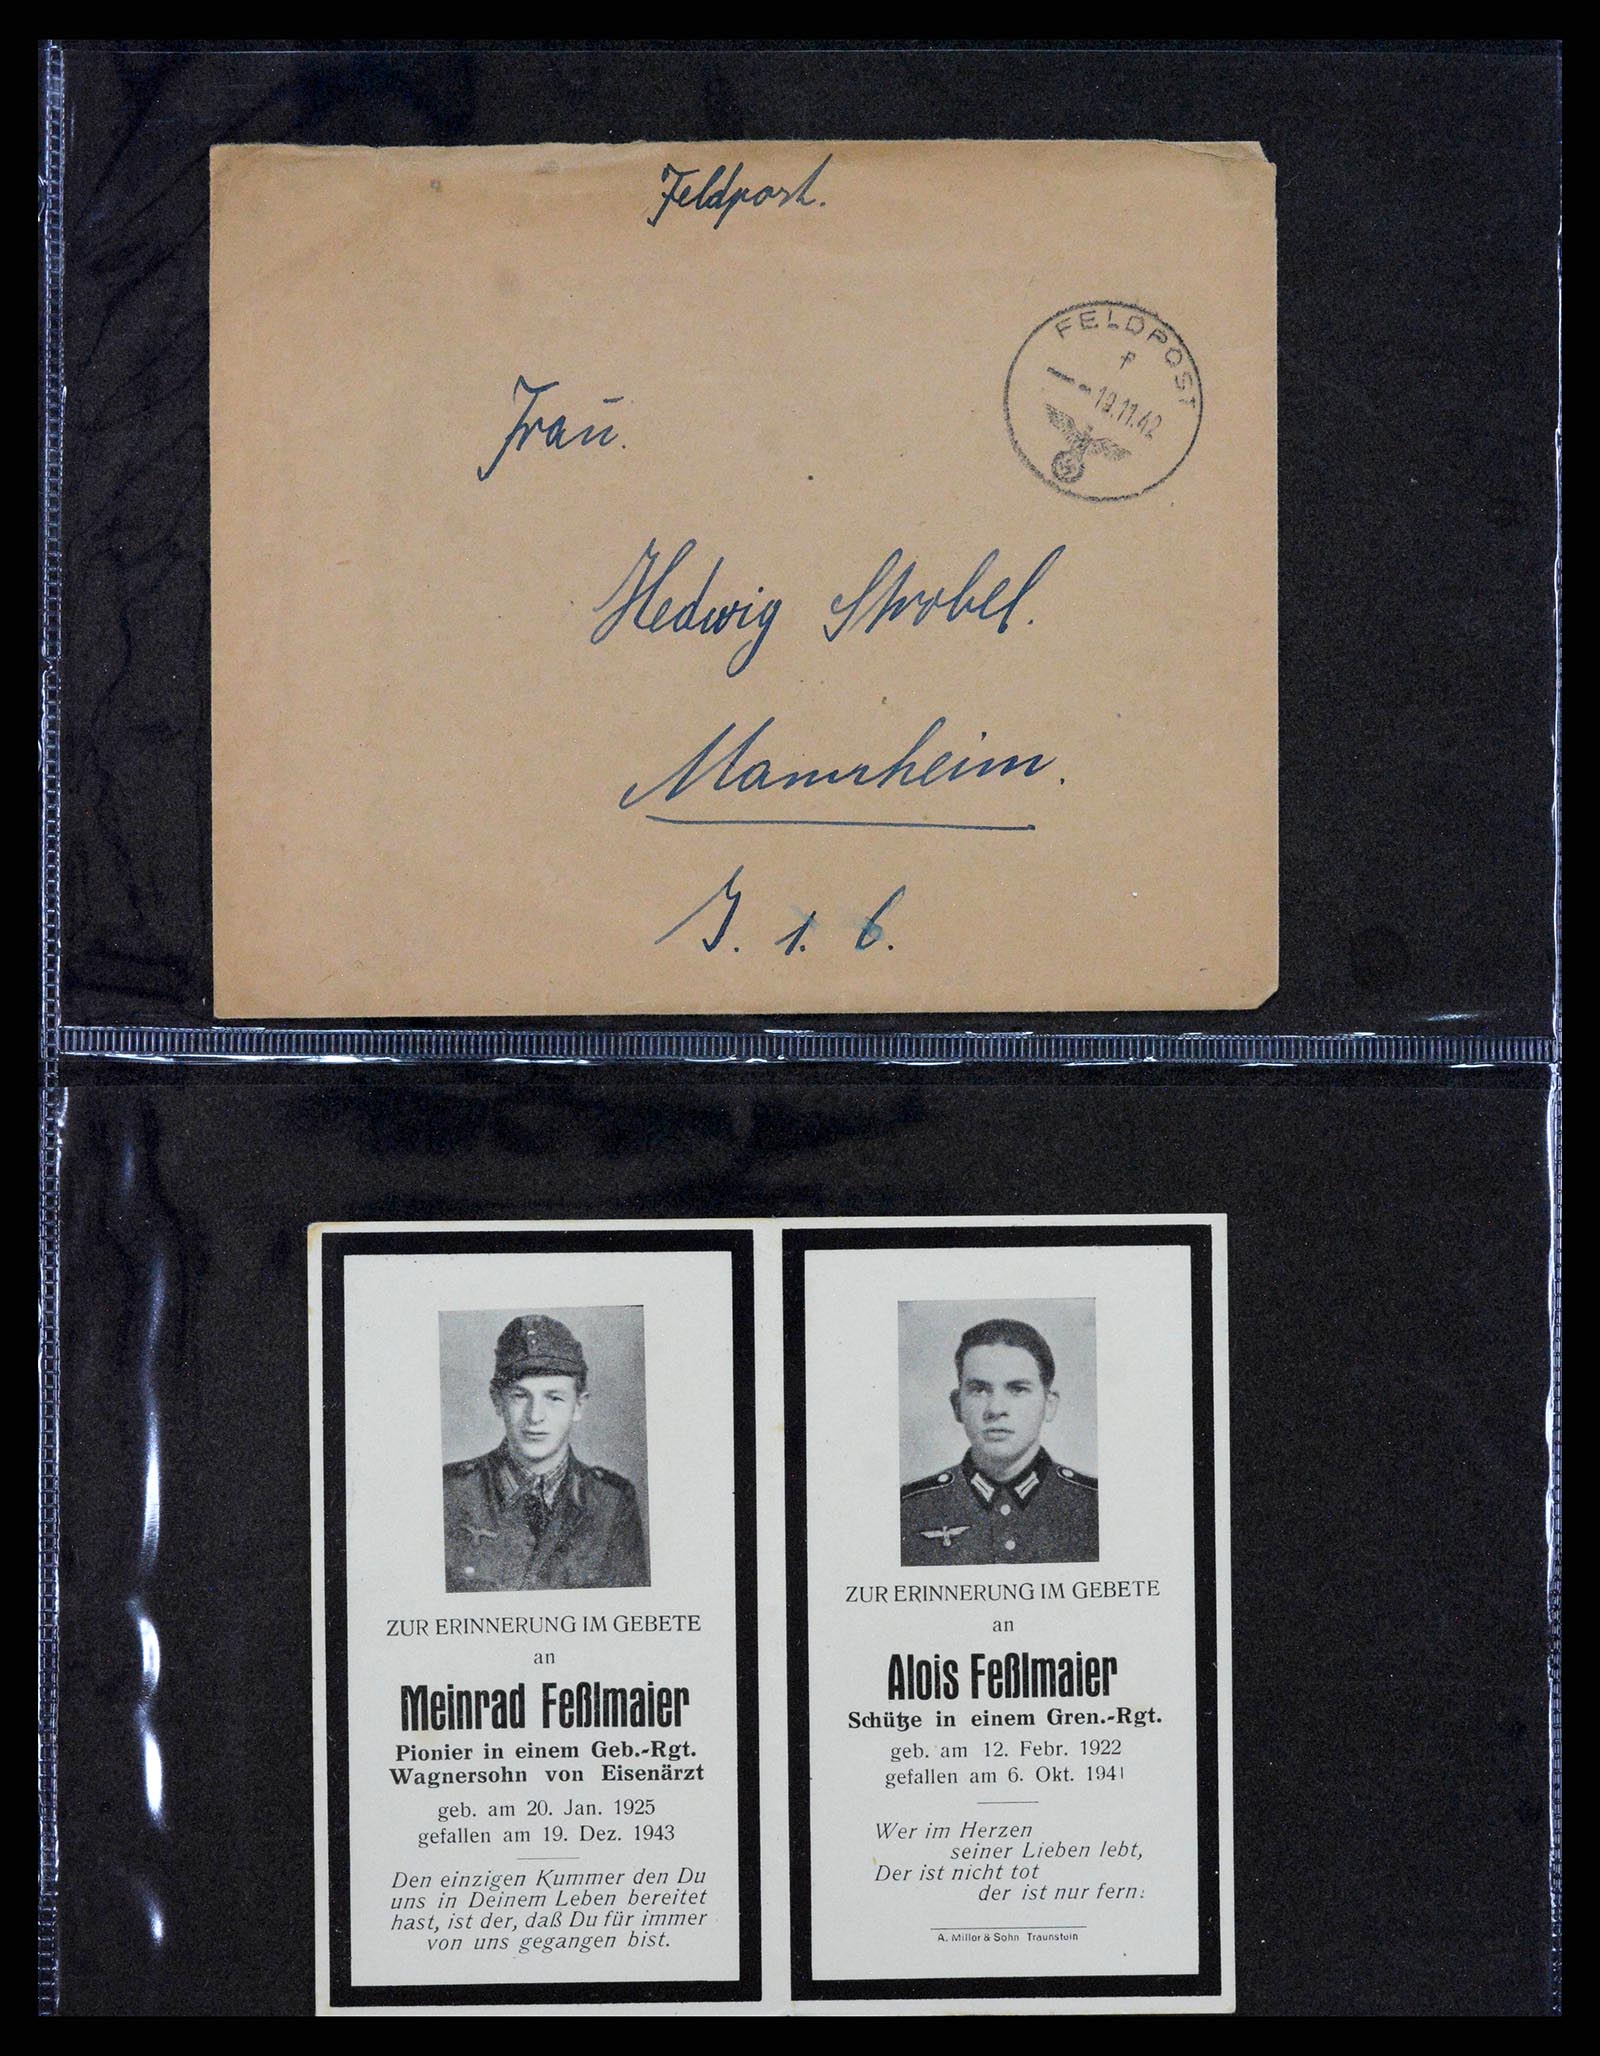 Feldpost.
FELDPOST
f
19.11.42
Frau.
Hedwig Strobel.
Mannheim.
J. 1. 6.
ZUR ERINNERUNG IM GEBETE
an
Meinrad Feßlmaier
Pionier in einem Geb.-Rgt.
Wagnersohn von Eisenärzt
geb. am 20. Jan. 1925
gefallen am 19. Dez. 1943
Den einzigen Kummer den Du
uns in Deinem Leben bereitet
hast, ist der, daß Du für immer
von uns gegangen bist.
ZUR ERINNERUNG IM GEBETE
an
Alois Feßlmaier
Schütze in einem Gren.-Rgt.
geb. am 12. Febr. 1922
gefallen am 6. Okt. 1941
Wer im Herzen
seiner Lieben lebt,
Der ist nicht tot
der ist nur fern.
A. Miller & Sohn Traunstein